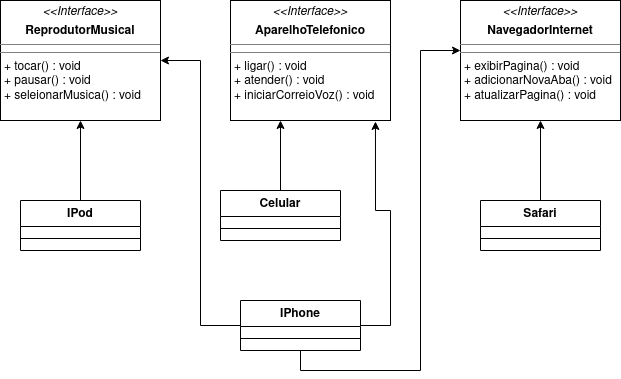 <<Interface>>
ReprodutorMusical
+ tocar() : void
+ pausar() : void
+ seleionarMusica() : void
<<Interface>>
AparelhoTelefonico
+ ligar() : void
+ atender() : void
+ iniciarCorreioVoz() : void
<<Interface>>
NavegadorInternet
+ exibirPagina() : void
+ adicionarNovaAba() : void
+ atualizarPagina() : void
IPod
Celular
Safari
IPhone